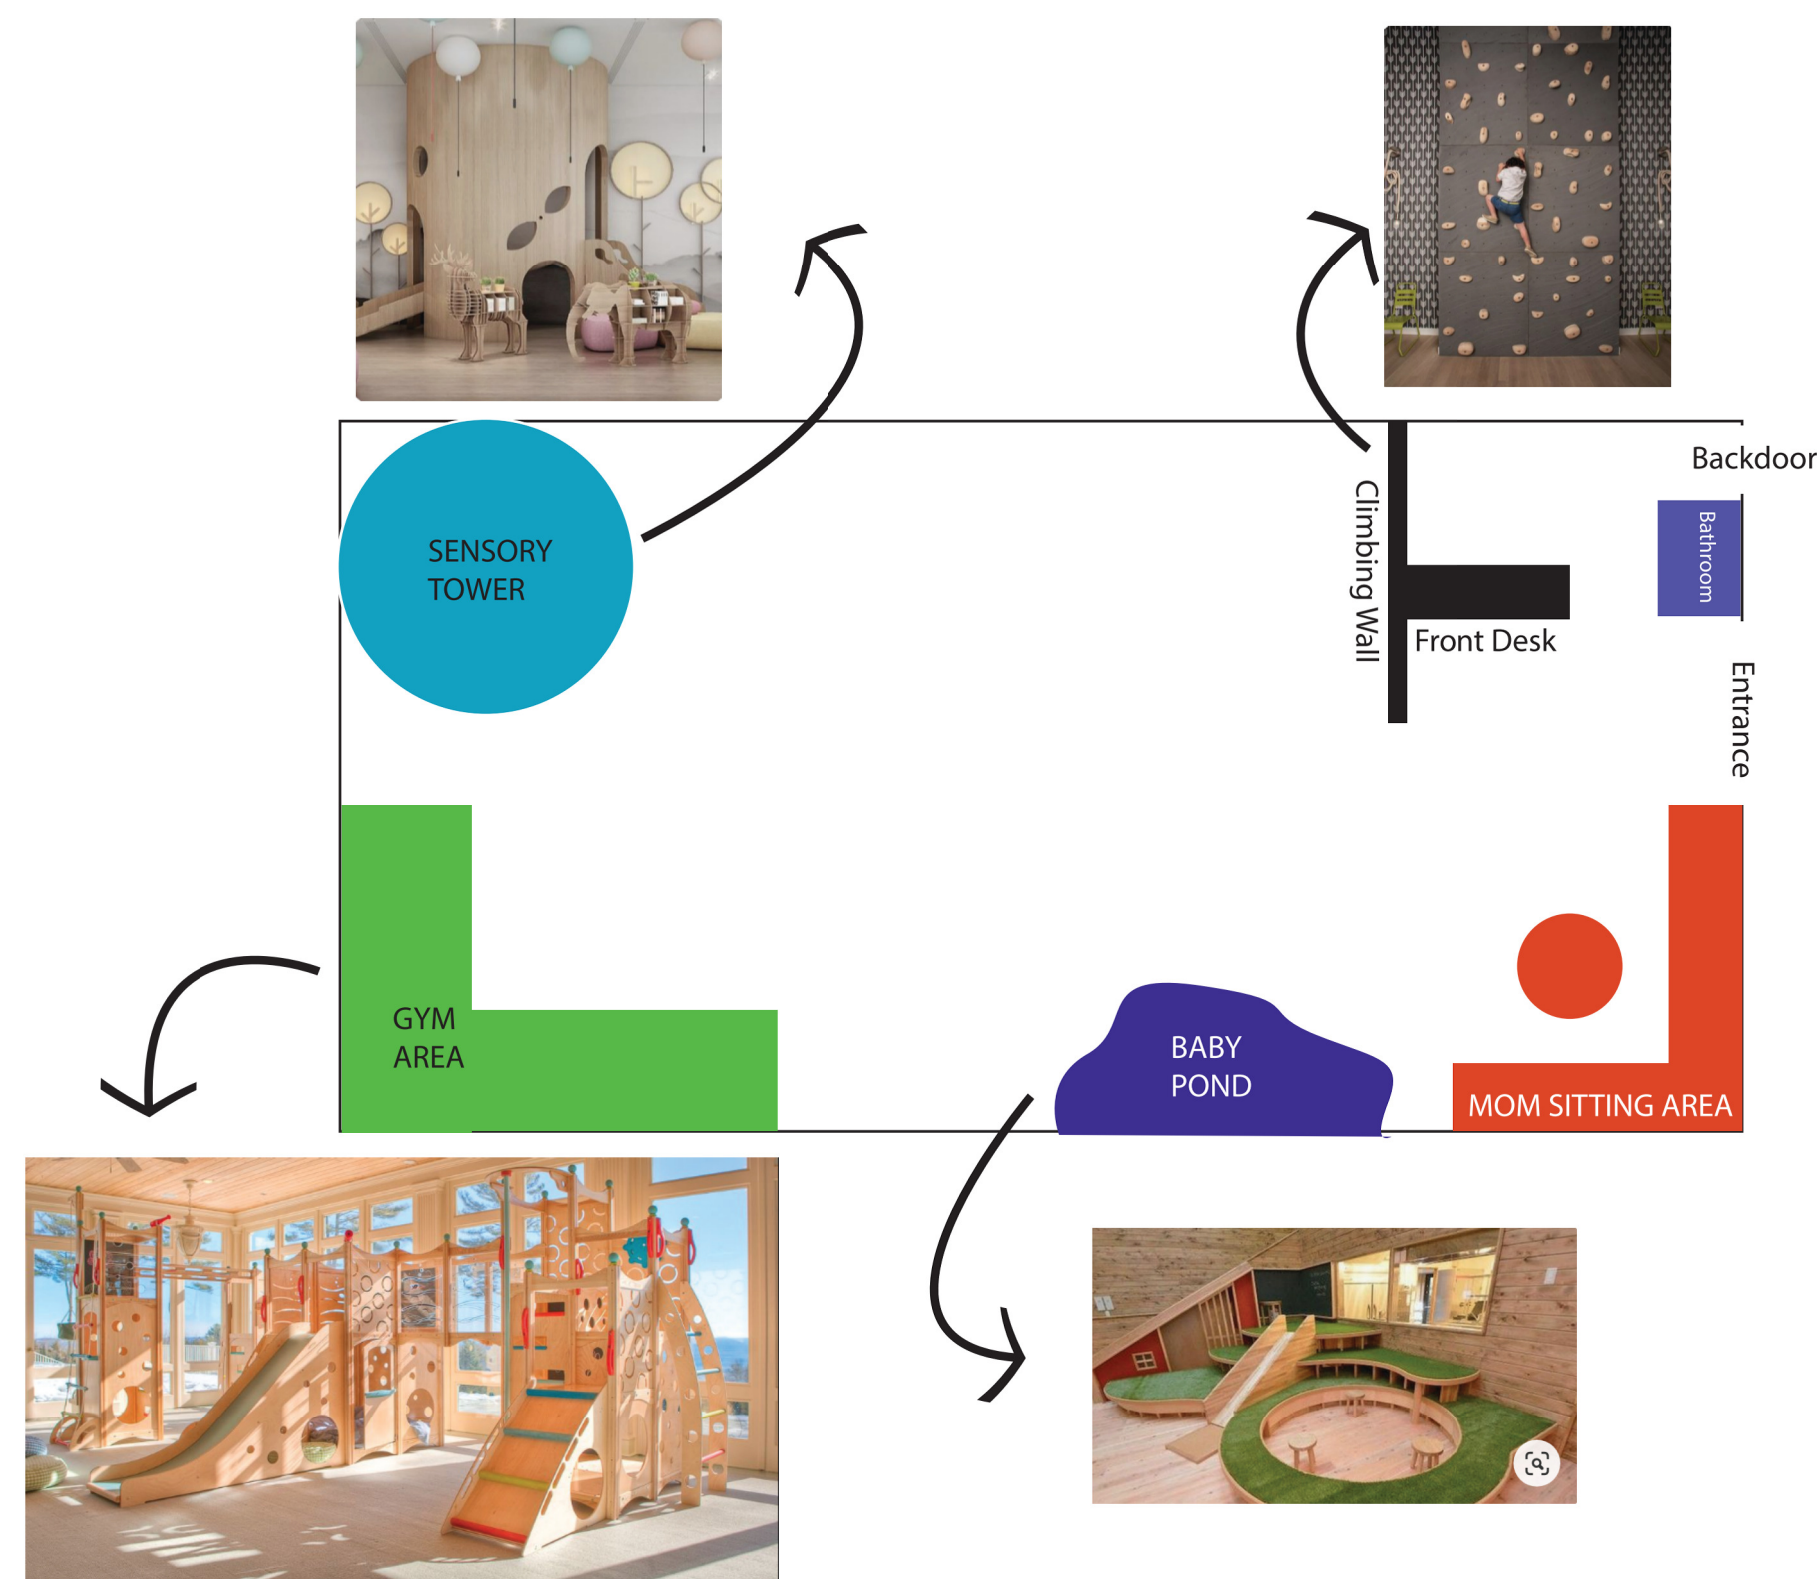 Backdoor
Bathroom
SENSORY
TOWER
Climbing Wall
Front Desk
Entrance
GYM
AREA
BABY
POND
MOM SITTING AREA